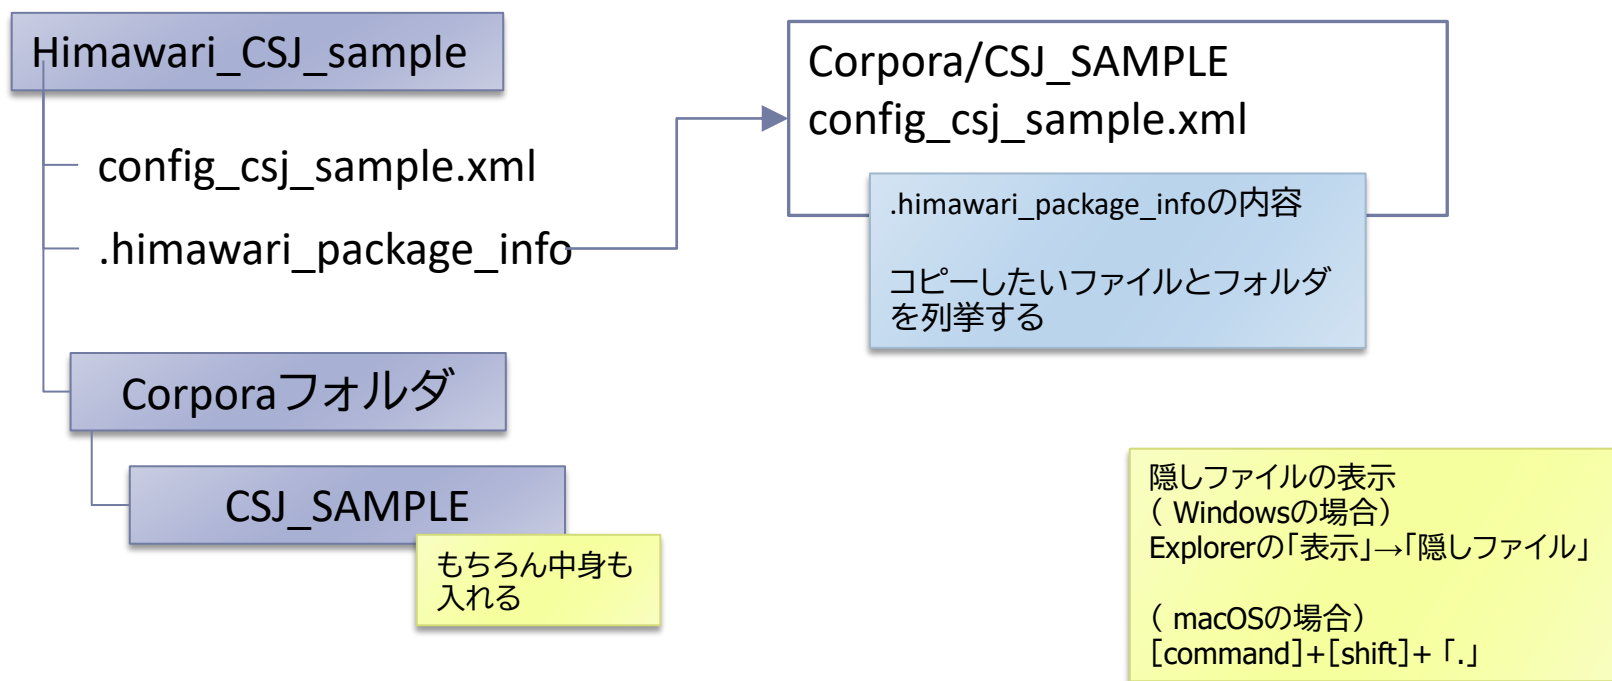 Himawari_CSJ_sample
config_csj_sample.xml
.himawari_package_info
Corporaフォルダ
CSJ_SAMPLE
もちろん中身も
入れる
Corpora/CSJ_SAMPLE
config_csj_sample.xml
.himawari_package_infoの内容
コピーしたいファイルとフォルダ
を列挙する
隠しファイルの表示
（ Windowsの場合）
Explorerの「表示」→「隠しファイル」
（ macOSの場合）
［command］+［shift］+「.」